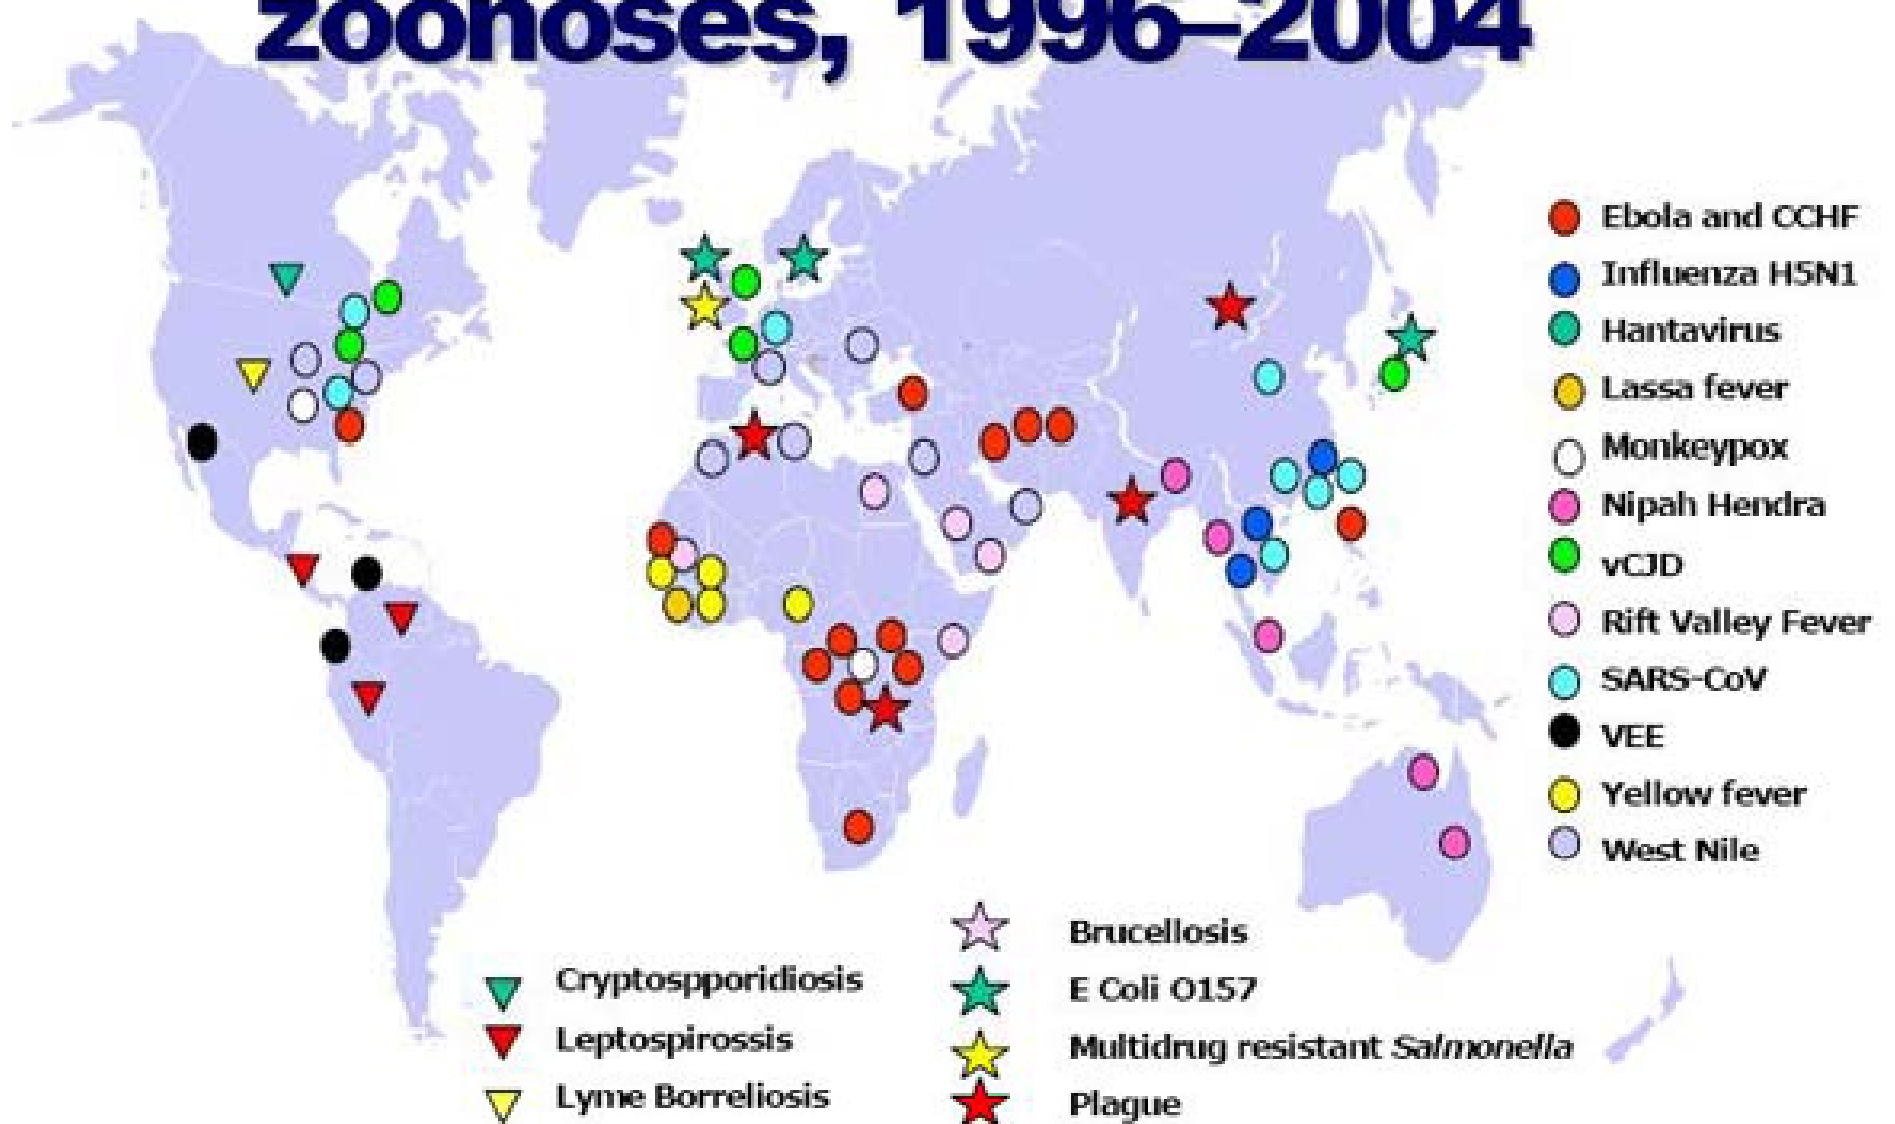 zoonoses, 1996–2004
Ebola and CCHF
Influenza H5N1
Hantavirus
Lassa fever
Monkeypox
Nipah Hendra
vCJD
Rift Valley Fever
SARS-CoV
VEE
Yellow fever
West Nile
Brucellosis
E Coli O157
Multidrug resistant Salmonella
Plague
Cryptospporidiosis
Leptospirossis
Lyme Borreliosis